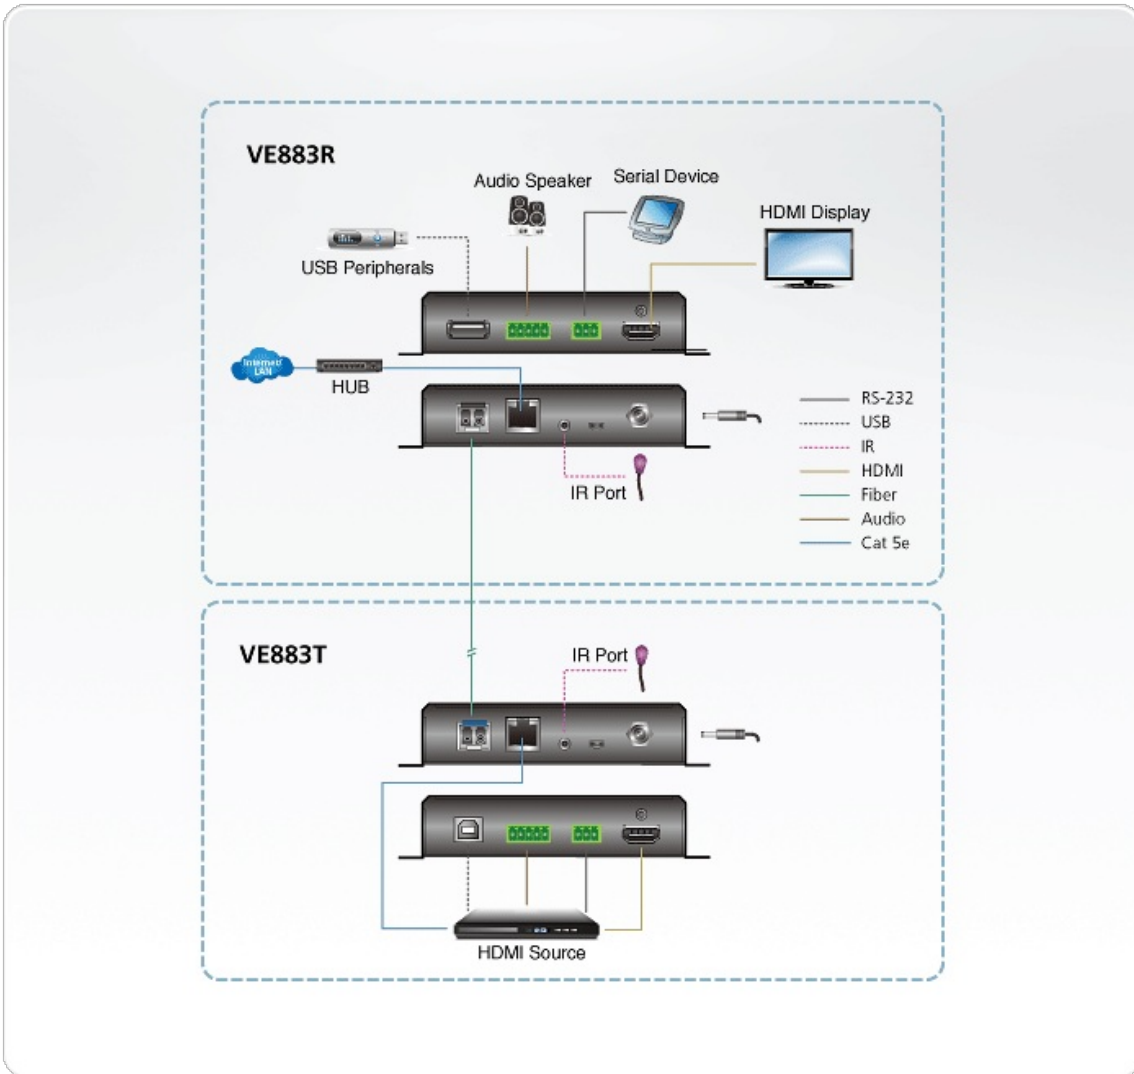 VE883R
Audio Speaker
Serial Device
HDMI Display
USB Peripherals
Internet/
LAN
HUB
RS-232
USB
IR
HDMI
Fiber
Audio
Cat 5e
IR Port
VE883T
IR Port
HDMI Source